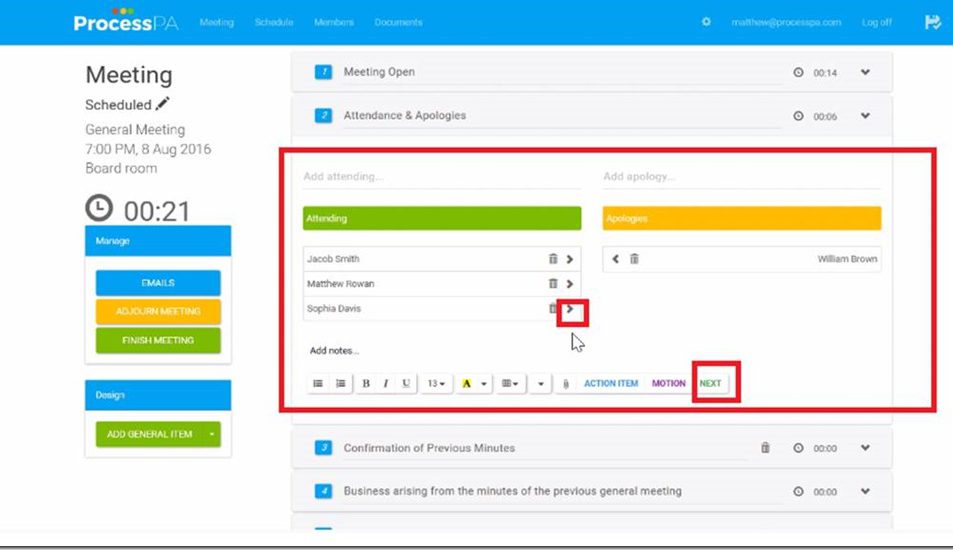 ProcessPA Meeting Schedule Members Documents matthew@processpa.com Log off
Meeting
Scheduled
General Meeting
7:00 PM, 8 Aug 2016
Board room
00:21
Manage
EMAILS
ADJOURN MEETING
FINISH MEETING
Design
ADD GENERAL ITEM
1 Meeting Open 00:14
2 Attendance & Apologies 00:06
Add attending... Add apology...
Attending Apologies
Jacob Smith William Brown
Matthew Rowan
Sophia Davis
Add notes...
B I U 13 A ACTION ITEM MOTION NEXT
3 Confirmation of Previous Minutes 00:00
4 Business arising from the minutes of the previous general meeting 00:00